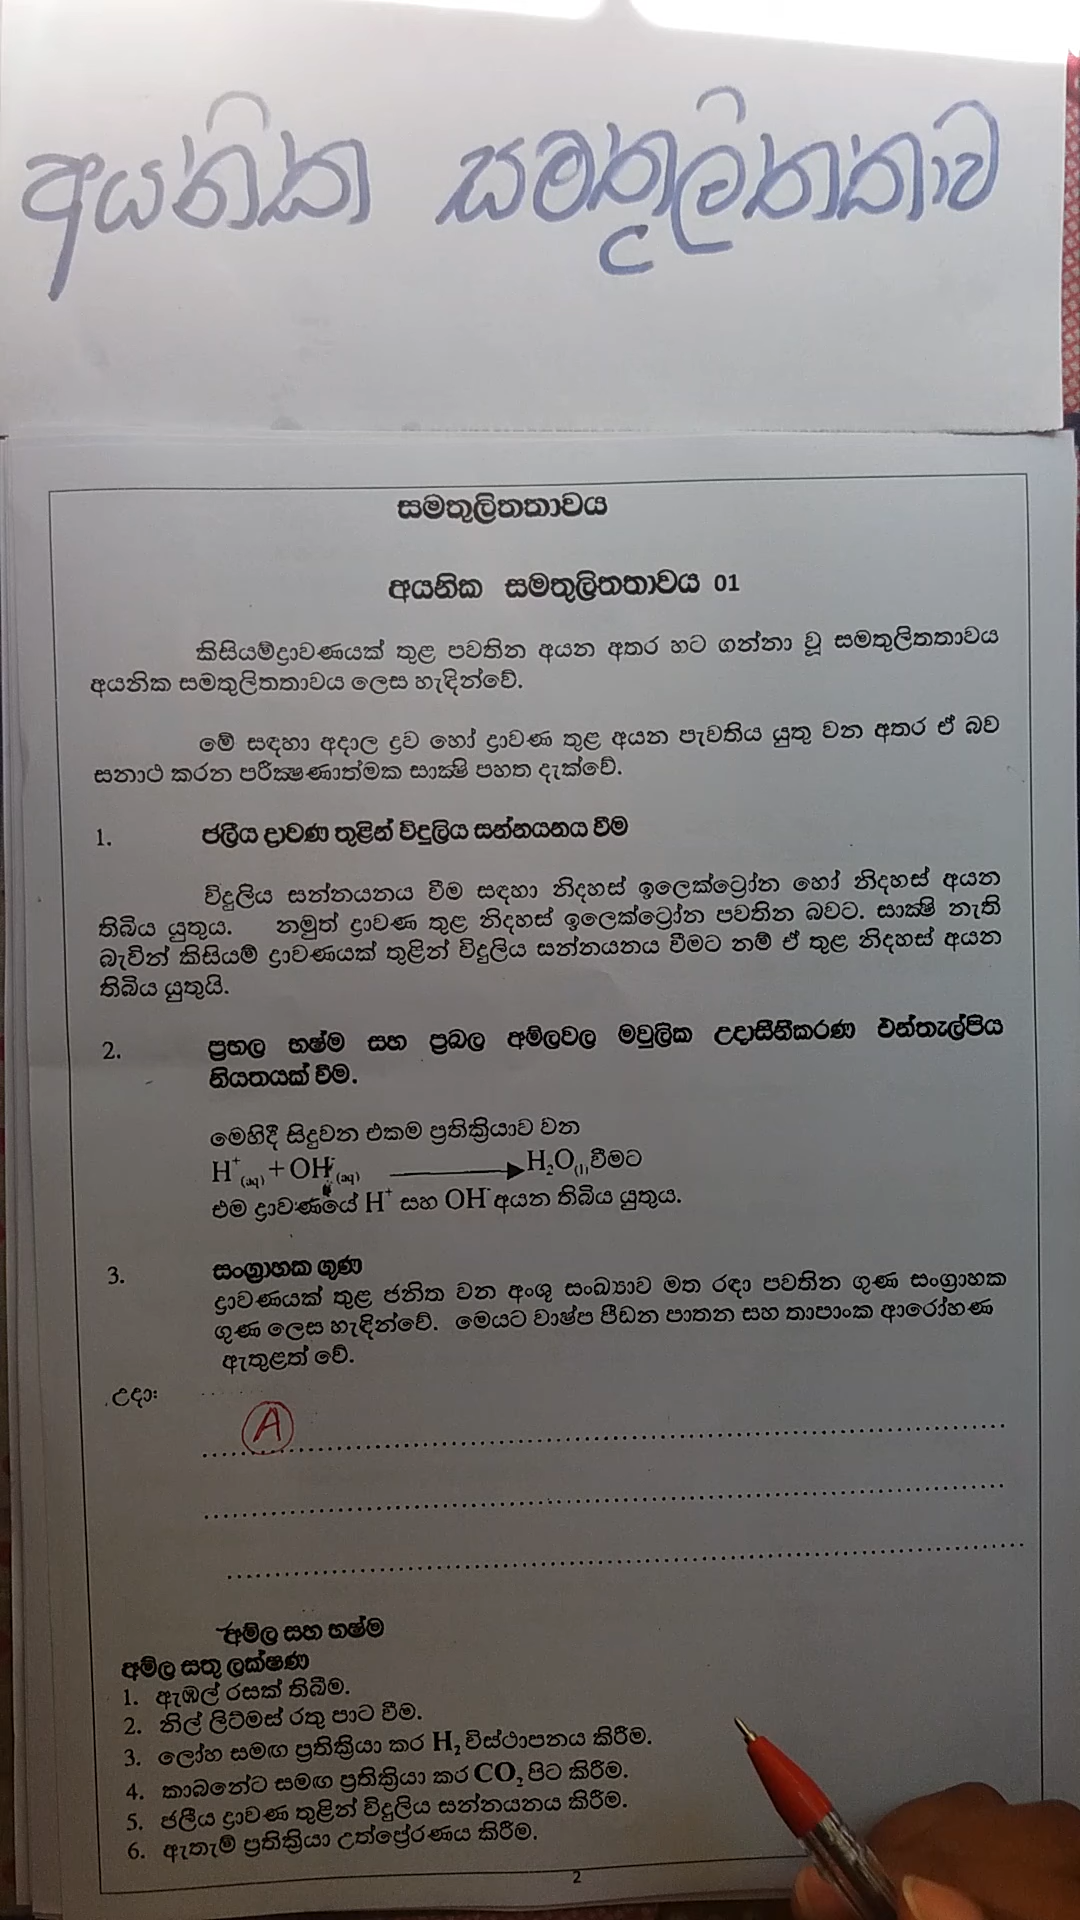 අයනික සමතුලිතතාව
සමතුලිතතාවය
අයනික සමතුලිතතාවය 01
කිසියම්ද්‍රාවණයක් තුළ පවතින අයන අතර හට ගන්නා වූ සමතුලිතතාවය
අයනික සමතුලිතතාවය ලෙස හැඳින්වේ.
මේ සඳහා අදාල ද්‍රව හෝ ද්‍රාවණ තුළ අයන පැවතිය යුතු වන අතර ඒ බව
සනාථ කරන පරීක්‍ෂණාත්මක සාක්‍ෂි පහත දැක්වේ.
1. ජලීය ද්‍රාවණ තුළින් විදුලිය සන්නයනය වීම
විදුලිය සන්නයනය වීම සඳහා නිදහස් ඉලෙක්ට්‍රෝන හෝ නිදහස් අයන
තිබිය යුතුය. නමුත් ද්‍රාවණ තුළ නිදහස් ඉලෙක්ට්‍රෝන පවතින බවට. සාක්‍ෂි නැති
බැවින් කිසියම් ද්‍රාවණයක් තුළින් විදුලිය සන්නයනය වීමට නම් ඒ තුළ නිදහස් අයන
තිබිය යුතුයි.
2. ප්‍රභල භෂ්ම සහ ප්‍රබල අම්ලවල මවුලික උදාසීනීකරණ එන්තැල්පිය
නියතයක් වීම.
මෙහිදී සිදුවන එකම ප්‍රතික්‍රියාව වන
H⁺(aq) + OH⁻(aq) ⟶ H₂O(l) වීමට
එම ද්‍රාවණයේ H⁺ සහ OH⁻ අයන තිබිය යුතුය.
3. සංග්‍රාහක ගුණ
ද්‍රාවණයක් තුළ ජනිත වන අංශු සංඛ්‍යාව මත රඳා පවතින ගුණ සංග්‍රාහක
ගුණ ලෙස හැඳින්වේ. මෙයට වාෂ්ප පීඩන පාතන සහ තාපාංක ආරෝහණ
ඇතුළත් වේ.
උදා:
A
අම්ල සහ භෂ්ම
අම්ල සතු ලක්ෂණ
1. ඇඹුල් රසක් තිබීම.
2. නිල් ලිට්මස් රතු පාට වීම.
3. ලෝහ සමඟ ප්‍රතික්‍රියා කර H₂ විස්ථාපනය කිරීම.
4. කාබනේට සමඟ ප්‍රතික්‍රියා කර CO₂ පිට කිරීම.
5. ජලීය ද්‍රාවණ තුළින් විදුලිය සන්නයනය කිරීම.
6. ඇතැම් ප්‍රතික්‍රියා උත්ප්‍රේරණය කිරීම.
2